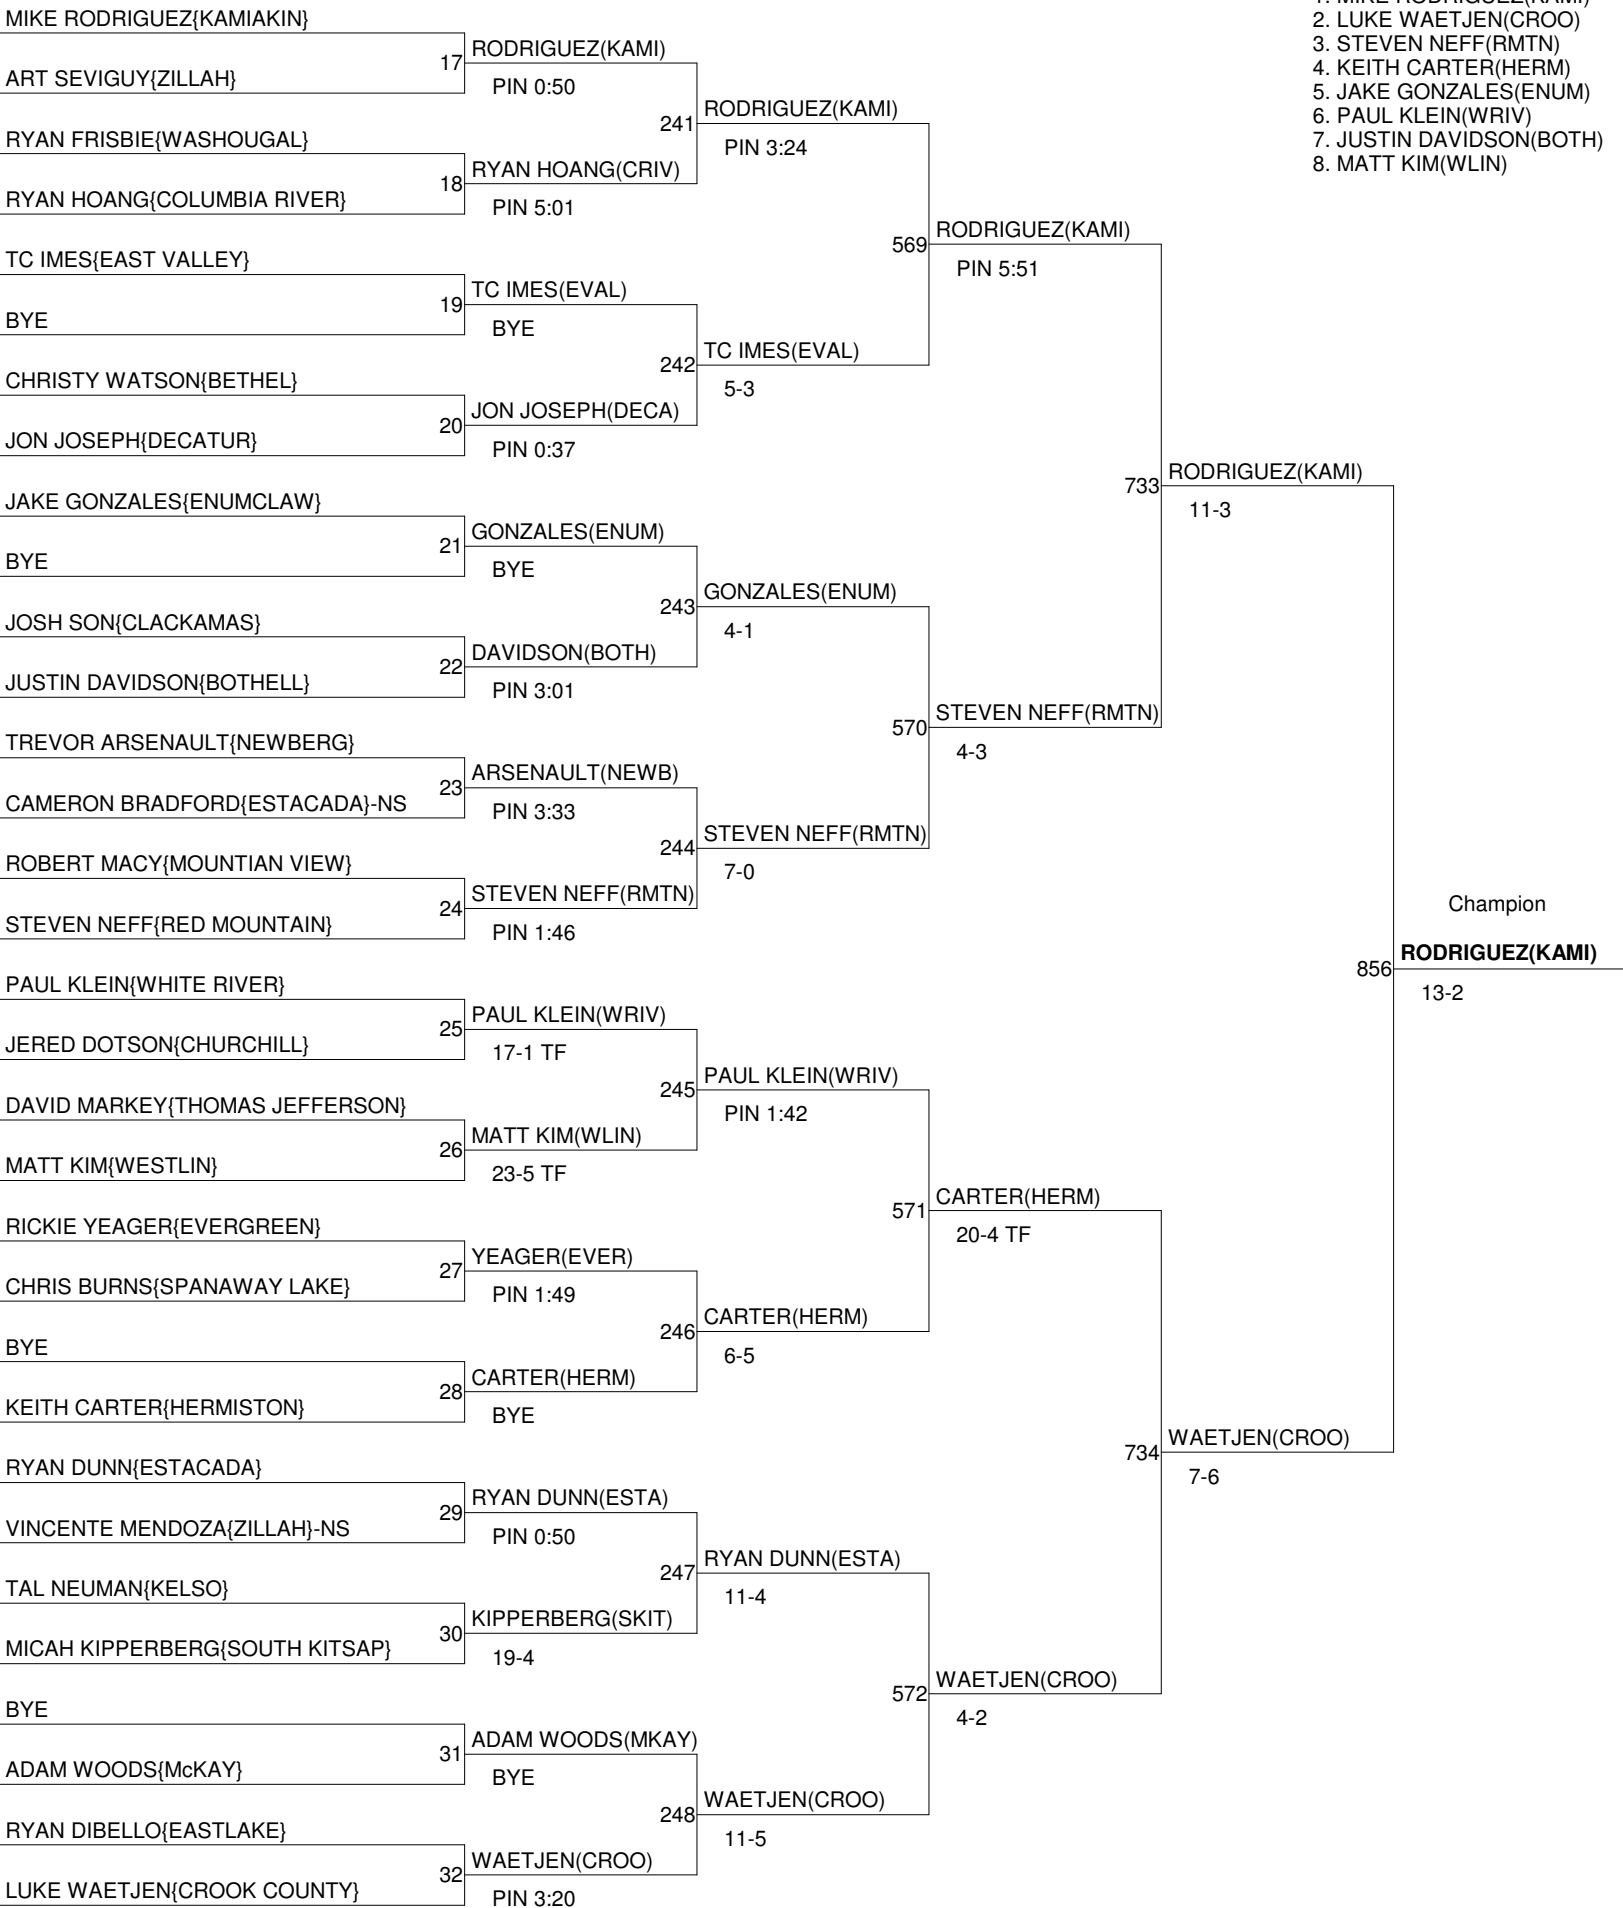 MIKE RODRIGUEZ{KAMIAKIN}
ART SEVIGUY{ZILLAH}
RYAN FRISBIE{WASHOUGAL}
RYAN HOANG{COLUMBIA RIVER}
TC IMES{EAST VALLEY}
BYE
CHRISTY WATSON{BETHEL}
JON JOSEPH{DECATUR}
JAKE GONZALES{ENUMCLAW}
BYE
JOSH SON{CLACKAMAS}
JUSTIN DAVIDSON{BOTHELL}
TREVOR ARSENAULT{NEWBERG}
CAMERON BRADFORD{ESTACADA}-NS
ROBERT MACY{MOUNTIAN VIEW}
STEVEN NEFF{RED MOUNTAIN}
PAUL KLEIN{WHITE RIVER}
JERED DOTSON{CHURCHILL}
DAVID MARKEY{THOMAS JEFFERSON}
MATT KIM{WESTLIN}
RICKIE YEAGER{EVERGREEN}
CHRIS BURNS{SPANAWAY LAKE}
BYE
KEITH CARTER{HERMISTON}
RYAN DUNN{ESTACADA}
VINCENTE MENDOZA{ZILLAH}-NS
TAL NEUMAN{KELSO}
MICAH KIPPERBERG{SOUTH KITSAP}
BYE
ADAM WOODS{McKAY}
RYAN DIBELLO{EASTLAKE}
LUKE WAETJEN{CROOK COUNTY}
17 RODRIGUEZ(KAMI)
PIN 0:50
18 RYAN HOANG(CRIV)
PIN 5:01
19 TC IMES(EVAL)
BYE
20 JON JOSEPH(DECA)
PIN 0:37
21 GONZALES(ENUM)
BYE
22 DAVIDSON(BOTH)
PIN 3:01
23 ARSENAULT(NEWB)
PIN 3:33
24 STEVEN NEFF(RMTN)
PIN 1:46
25 PAUL KLEIN(WRIV)
17-1 TF
26 MATT KIM(WLIN)
23-5 TF
27 YEAGER(EVER)
PIN 1:49
28 CARTER(HERM)
BYE
29 RYAN DUNN(ESTA)
PIN 0:50
30 KIPPERBERG(SKIT)
19-4
31 ADAM WOODS(MKAY)
BYE
32 WAETJEN(CROO)
PIN 3:20
241 RODRIGUEZ(KAMI)
PIN 3:24
242 TC IMES(EVAL)
5-3
243 GONZALES(ENUM)
4-1
244 STEVEN NEFF(RMTN)
7-0
245 PAUL KLEIN(WRIV)
PIN 1:42
246 CARTER(HERM)
6-5
247 RYAN DUNN(ESTA)
11-4
248 WAETJEN(CROO)
11-5
569 RODRIGUEZ(KAMI)
PIN 5:51
570 STEVEN NEFF(RMTN)
4-3
571 CARTER(HERM)
20-4 TF
572 WAETJEN(CROO)
4-2
733 RODRIGUEZ(KAMI)
11-3
734 WAETJEN(CROO)
7-6
Champion
856 RODRIGUEZ(KAMI)
13-2
1. MIKE RODRIGUEZ(KAMI)
2. LUKE WAETJEN(CROO)
3. STEVEN NEFF(RMTN)
4. KEITH CARTER(HERM)
5. JAKE GONZALES(ENUM)
6. PAUL KLEIN(WRIV)
7. JUSTIN DAVIDSON(BOTH)
8. MATT KIM(WLIN)